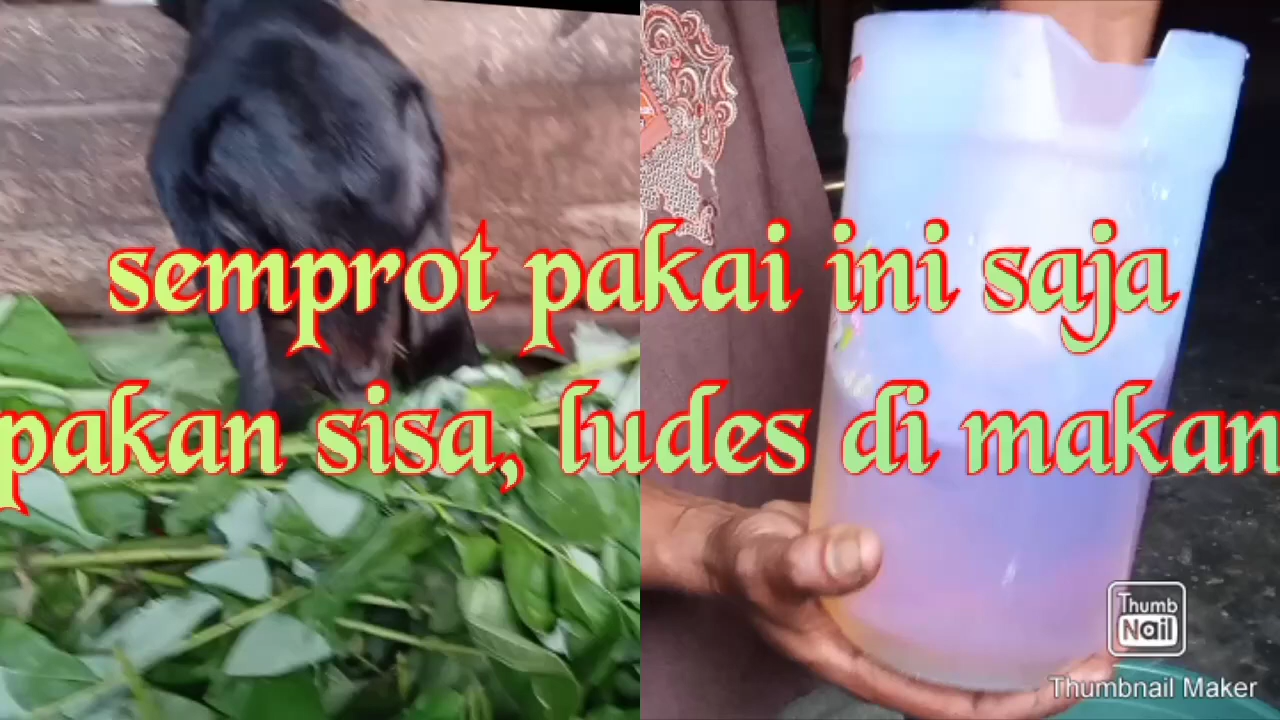 semprot pakai ini saja
pakan sisa, ludes di makan
Thumb
Nail
Thumbnail Maker